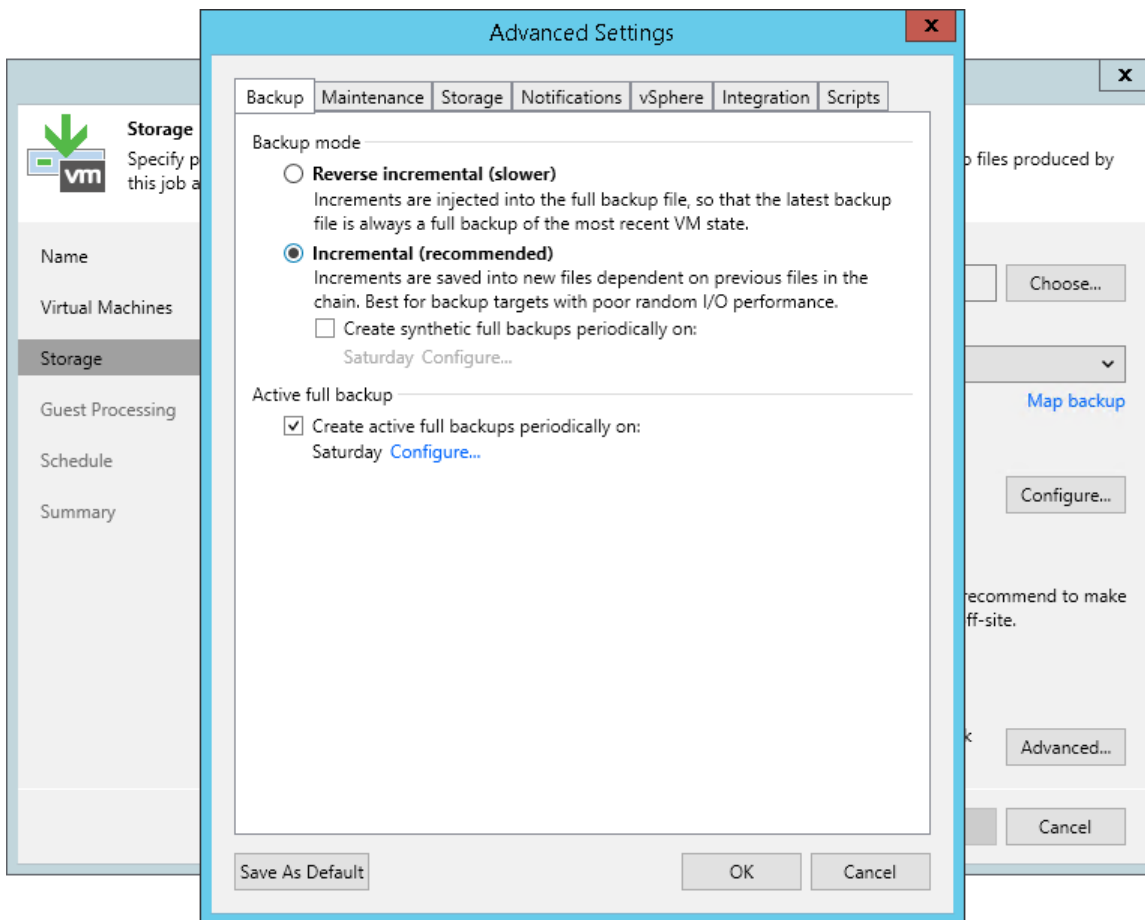 Advanced Settings
x
x
Backup
Maintenance
Storage
Notifications
vSphere
Integration
Scripts
Backup mode
Reverse incremental (slower)
Increments are injected into the full backup file, so that the latest backup
file is always a full backup of the most recent VM state.
Incremental (recommended)
Increments are saved into new files dependent on previous files in the
chain. Best for backup targets with poor random I/O performance.
Create synthetic full backups periodically on:
Saturday Configure...
Active full backup
Create active full backups periodically on:
Saturday Configure...
Save As Default
OK
Cancel
vm
Storage
Specify p
this job a
files produced by
Name
Virtual Machines
Storage
Guest Processing
Schedule
Summary
Choose...
Map backup
Configure...
recommend to make
ff-site.
Advanced...
Cancel